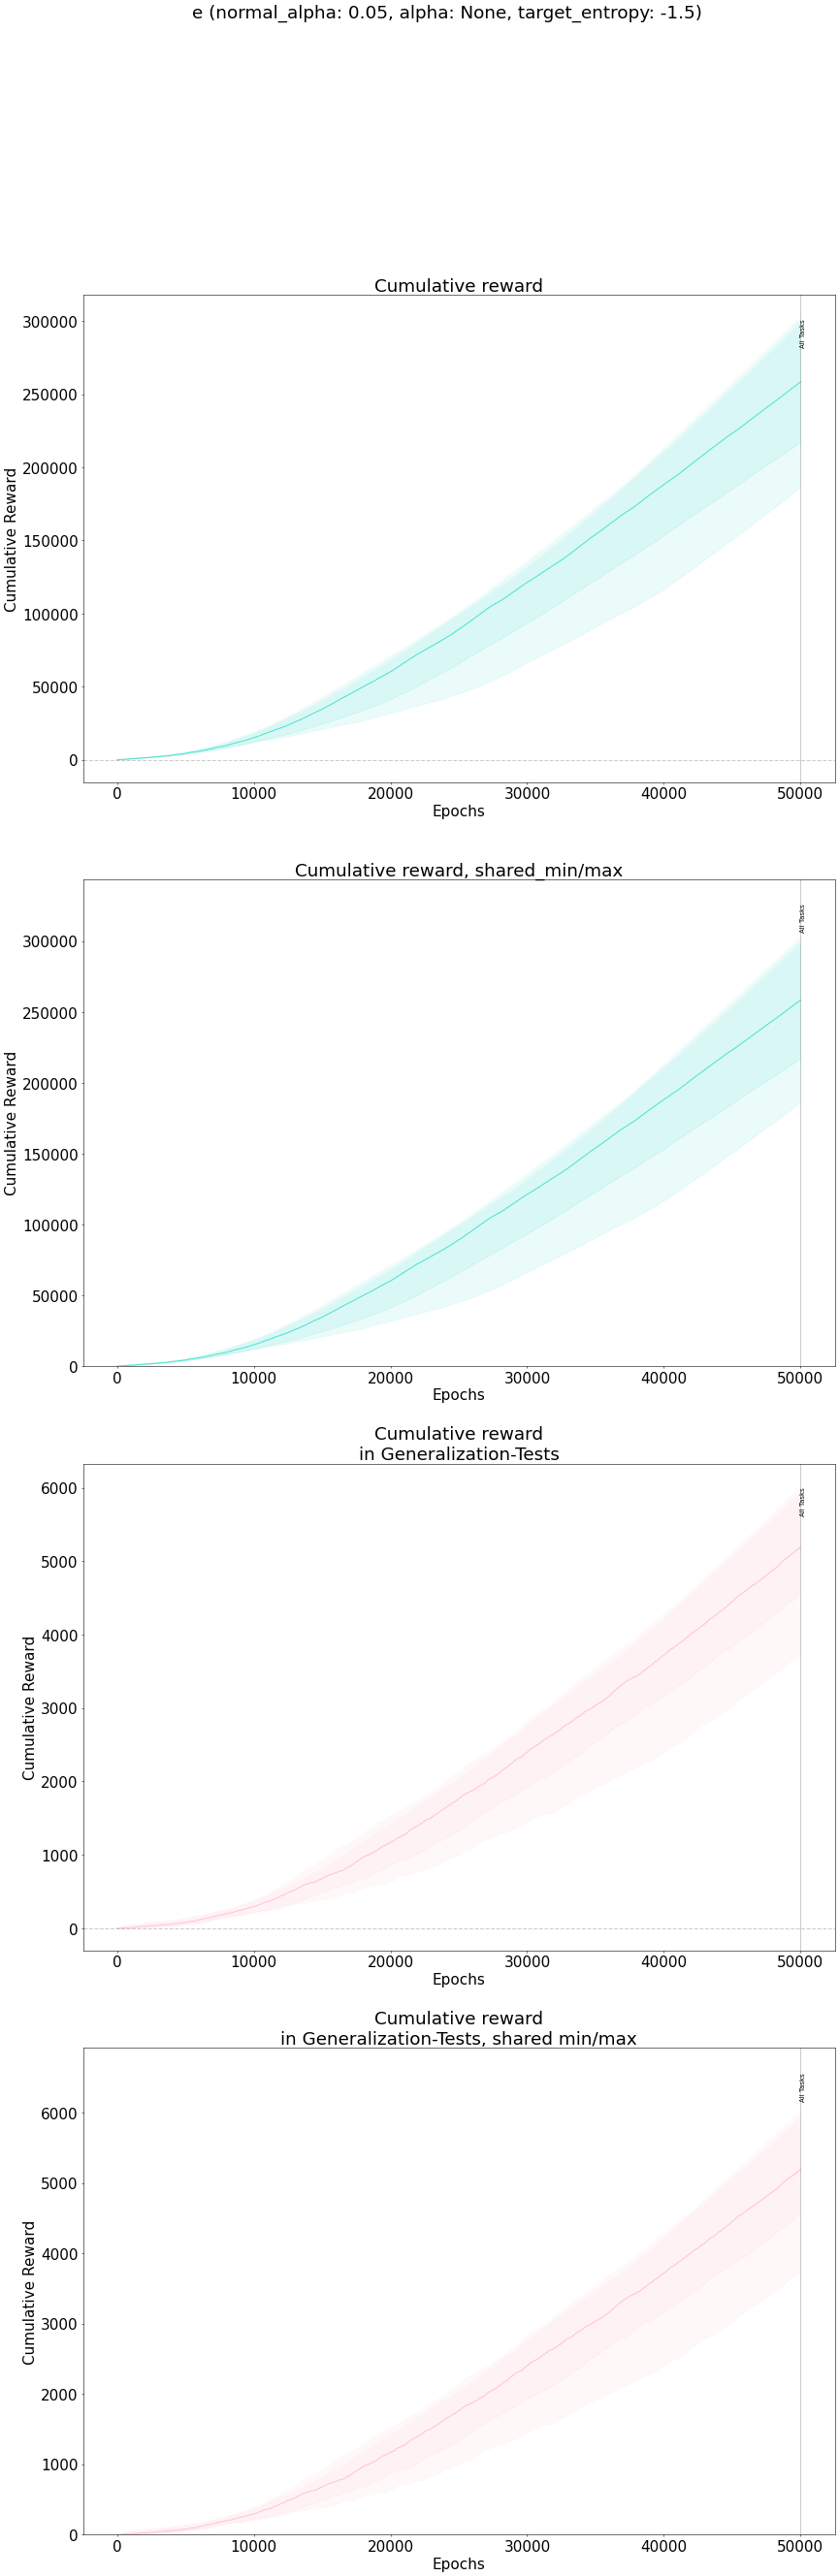 e (normal_alpha: 0.05, alpha: None, target_entropy: -1.5)
Cumulative reward
300000
250000
200000
150000
100000
50000
0
Cumulative Reward
All Tasks
0 10000 20000 30000 40000 50000
Epochs
Cumulative reward, shared_min/max
300000
250000
200000
150000
100000
50000
0
Cumulative Reward
All Tasks
0 10000 20000 30000 40000 50000
Epochs
Cumulative reward
in Generalization-Tests
6000
5000
4000
3000
2000
1000
0
Cumulative Reward
All Tasks
0 10000 20000 30000 40000 50000
Epochs
Cumulative reward
in Generalization-Tests, shared min/max
6000
5000
4000
3000
2000
1000
0
Cumulative Reward
All Tasks
0 10000 20000 30000 40000 50000
Epochs